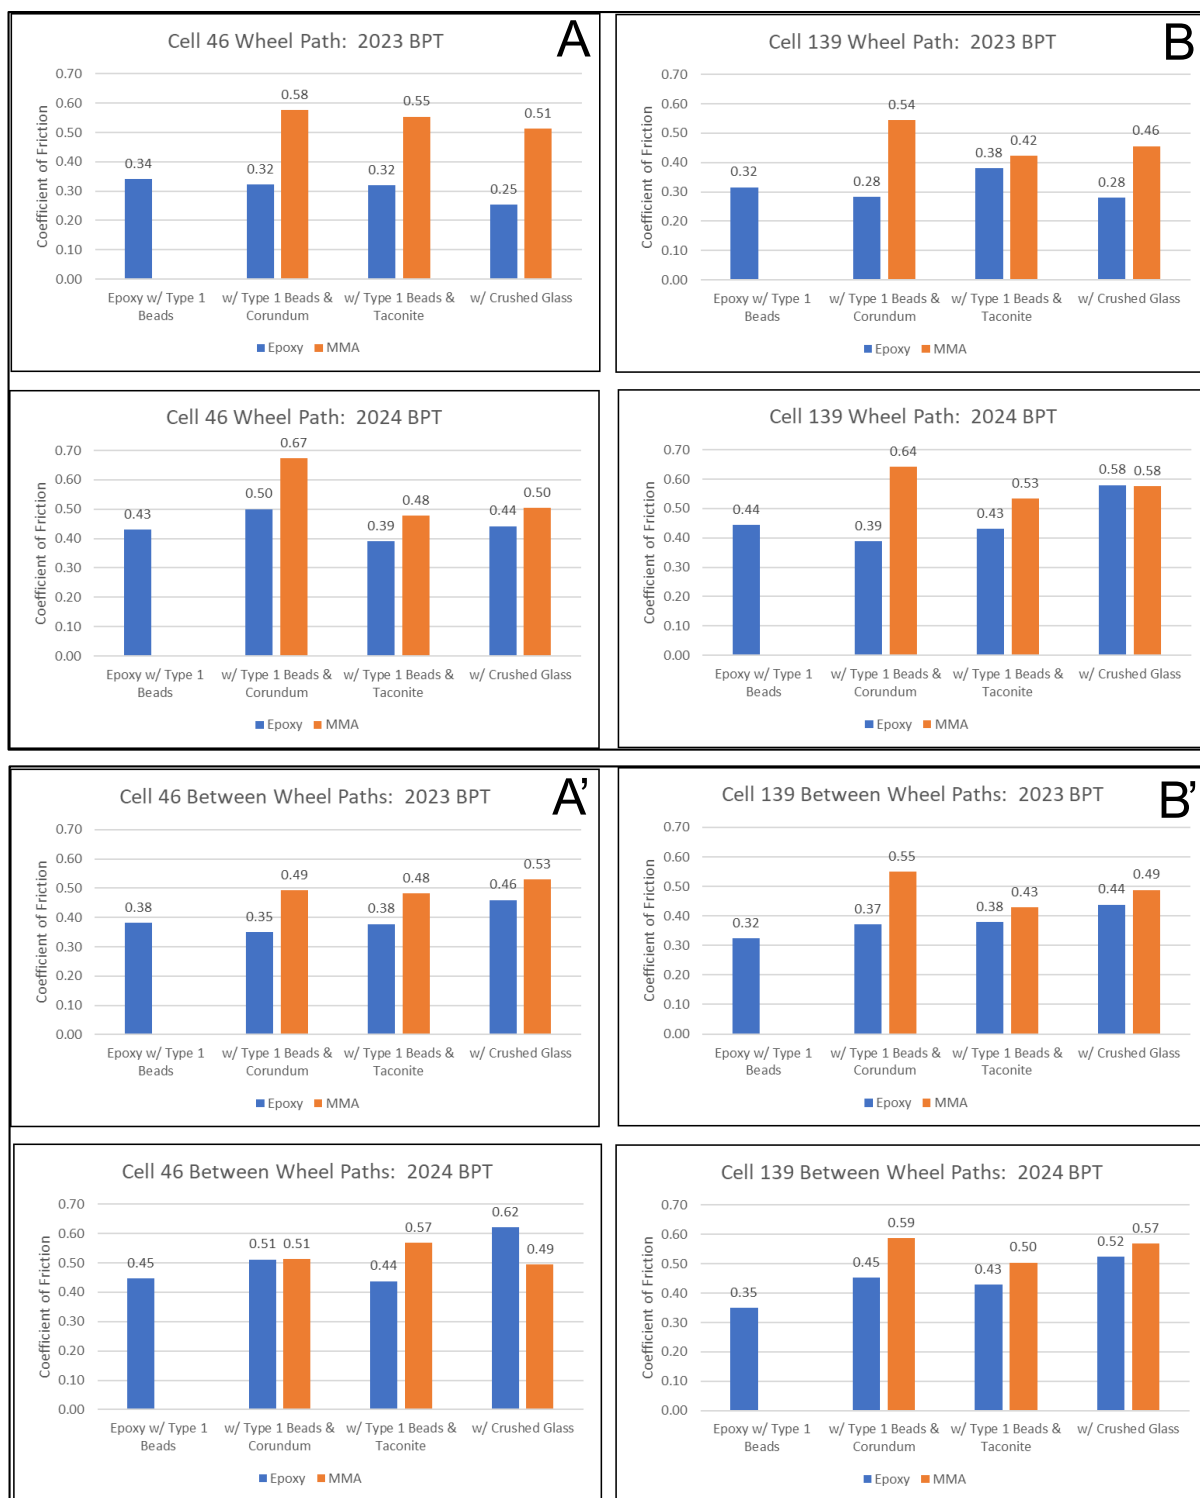 Cell 46 Wheel Path: 2023 BPT
A
Coefficient of Friction
0.70
0.60
0.50
0.40
0.30
0.20
0.10
0.00
0.34
0.32
0.58
0.32
0.55
0.25
0.51
Epoxy w/ Type 1 Beads
w/ Type 1 Beads & Corundum
w/ Type 1 Beads & Taconite
w/ Crushed Glass
Epoxy
MMA
Cell 139 Wheel Path: 2023 BPT
B
Coefficient of Friction
0.70
0.60
0.50
0.40
0.30
0.20
0.10
0.00
0.32
0.28
0.54
0.38
0.42
0.28
0.46
Epoxy w/ Type 1 Beads
w/ Type 1 Beads & Corundum
w/ Type 1 Beads & Taconite
w/ Crushed Glass
Epoxy
MMA
Cell 46 Wheel Path: 2024 BPT
Coefficient of Friction
0.70
0.60
0.50
0.40
0.30
0.20
0.10
0.00
0.43
0.50
0.67
0.39
0.48
0.44
0.50
Epoxy w/ Type 1 Beads
w/ Type 1 Beads & Corundum
w/ Type 1 Beads & Taconite
w/ Crushed Glass
Epoxy
MMA
Cell 139 Wheel Path: 2024 BPT
Coefficient of Friction
0.70
0.60
0.50
0.40
0.30
0.20
0.10
0.00
0.44
0.39
0.64
0.43
0.53
0.58
0.58
Epoxy w/ Type 1 Beads
w/ Type 1 Beads & Corundum
w/ Type 1 Beads & Taconite
w/ Crushed Glass
Epoxy
MMA
Cell 46 Between Wheel Paths: 2023 BPT
A'
Coefficient of Friction
0.70
0.60
0.50
0.40
0.30
0.20
0.10
0.00
0.38
0.35
0.49
0.38
0.48
0.46
0.53
Epoxy w/ Type 1 Beads
w/ Type 1 Beads & Corundum
w/ Type 1 Beads & Taconite
w/ Crushed Glass
Epoxy
MMA
Cell 139 Between Wheel Paths: 2023 BPT
B'
Coefficient of Friction
0.70
0.60
0.50
0.40
0.30
0.20
0.10
0.00
0.32
0.37
0.55
0.38
0.43
0.44
0.49
Epoxy w/ Type 1 Beads
w/ Type 1 Beads & Corundum
w/ Type 1 Beads & Taconite
w/ Crushed Glass
Epoxy
MMA
Cell 46 Between Wheel Paths: 2024 BPT
Coefficient of Friction
0.70
0.60
0.50
0.40
0.30
0.20
0.10
0.00
0.45
0.51
0.51
0.44
0.57
0.62
0.49
Epoxy w/ Type 1 Beads
w/ Type 1 Beads & Corundum
w/ Type 1 Beads & Taconite
w/ Crushed Glass
Epoxy
MMA
Cell 139 Between Wheel Paths: 2024 BPT
Coefficient of Friction
0.70
0.60
0.50
0.40
0.30
0.20
0.10
0.00
0.35
0.45
0.59
0.43
0.50
0.52
0.57
Epoxy w/ Type 1 Beads
w/ Type 1 Beads & Corundum
w/ Type 1 Beads & Taconite
w/ Crushed Glass
Epoxy
MMA